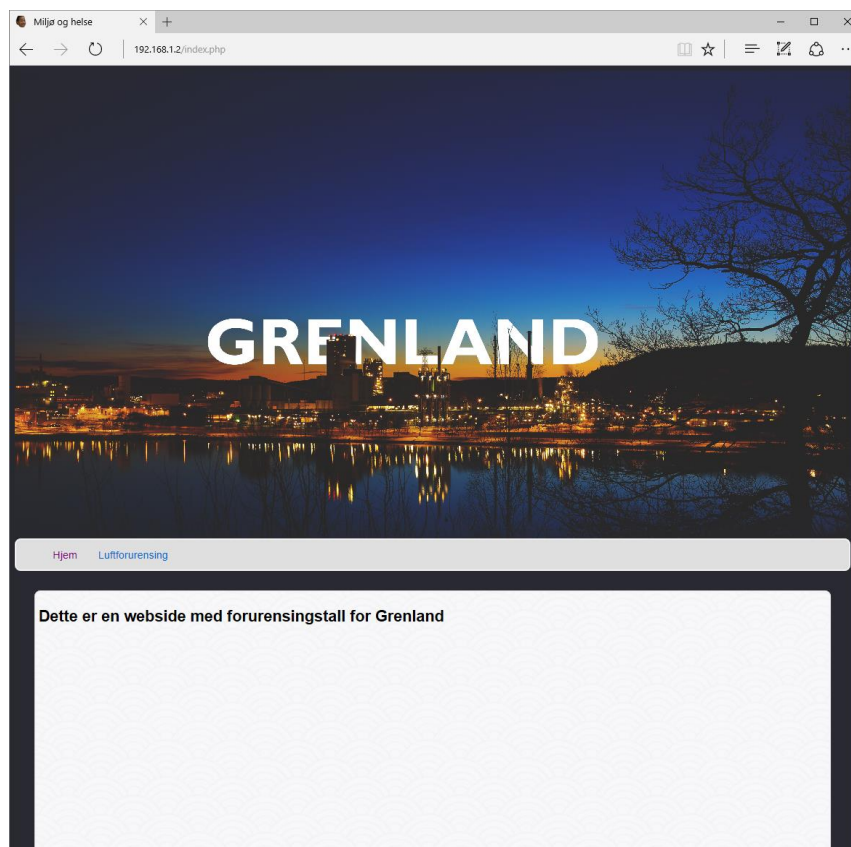 Miljø og helse
192.168.1.2/index.php
GRENLAND
Hjem Luftforurensing
Dette er en webside med forurensingstall for Grenland